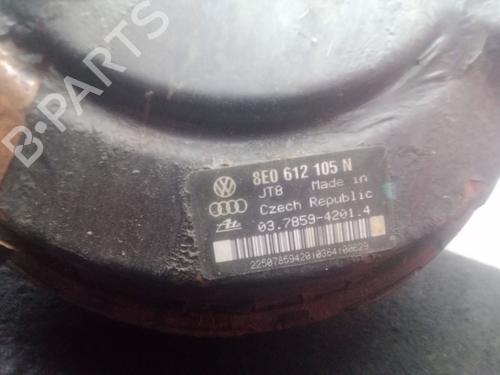 B-PARTS
8E0 612 105 N
JT8 Made in
Czech Republic
03.7859-4201.4